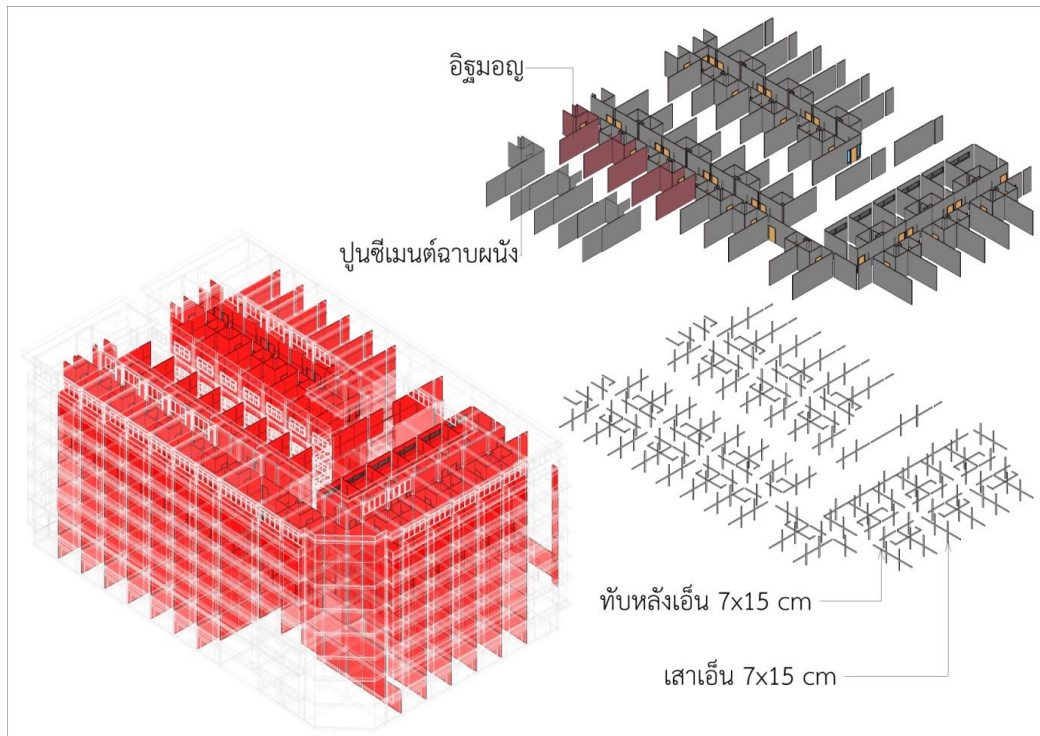 อิฐมอญ
ปูนซีเมนต์ฉาบผนัง
ทับหลังเอ็น 7x15 cm
เสาเอ็น 7x15 cm